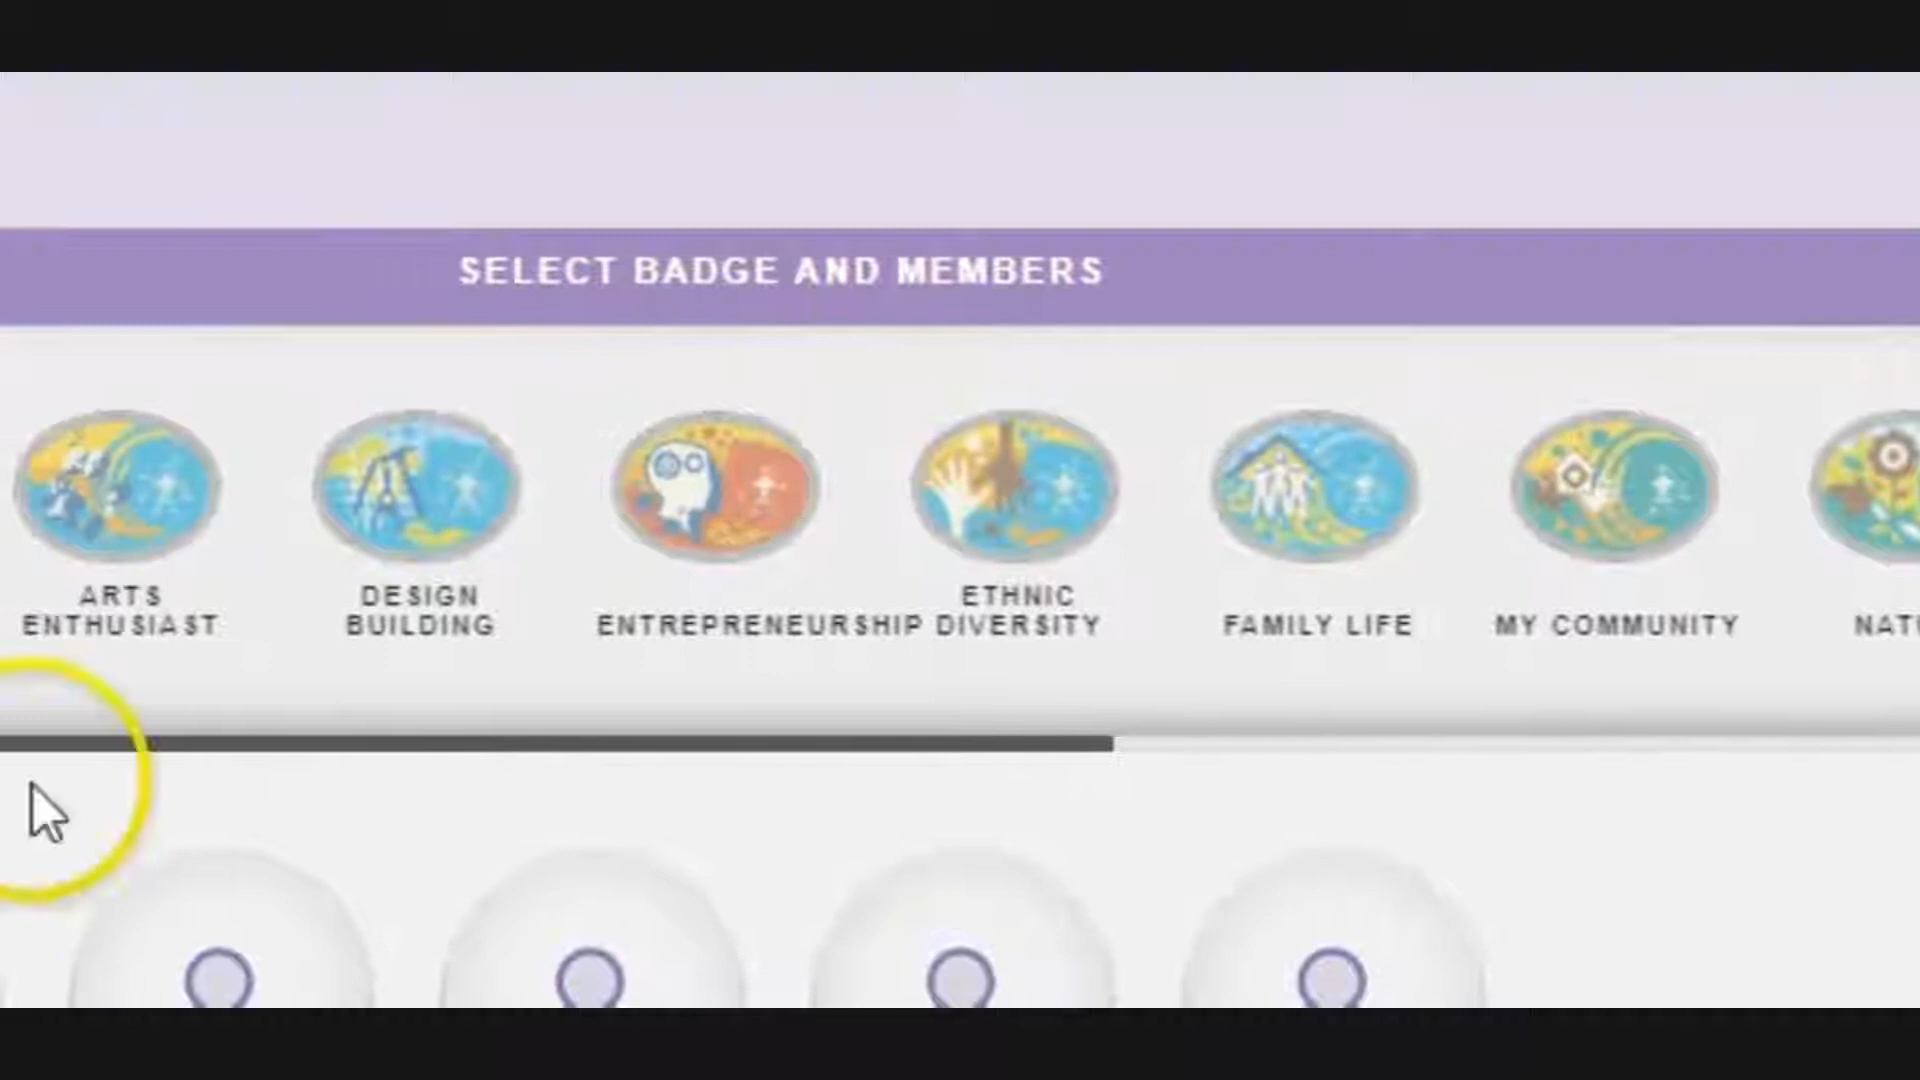 SELECT BADGE AND MEMBERS
ARTS
ENTHUSIAST
DESIGN
BUILDING
ENTREPRENEURSHIP
ETHNIC
DIVERSITY
FAMILY LIFE
MY COMMUNITY